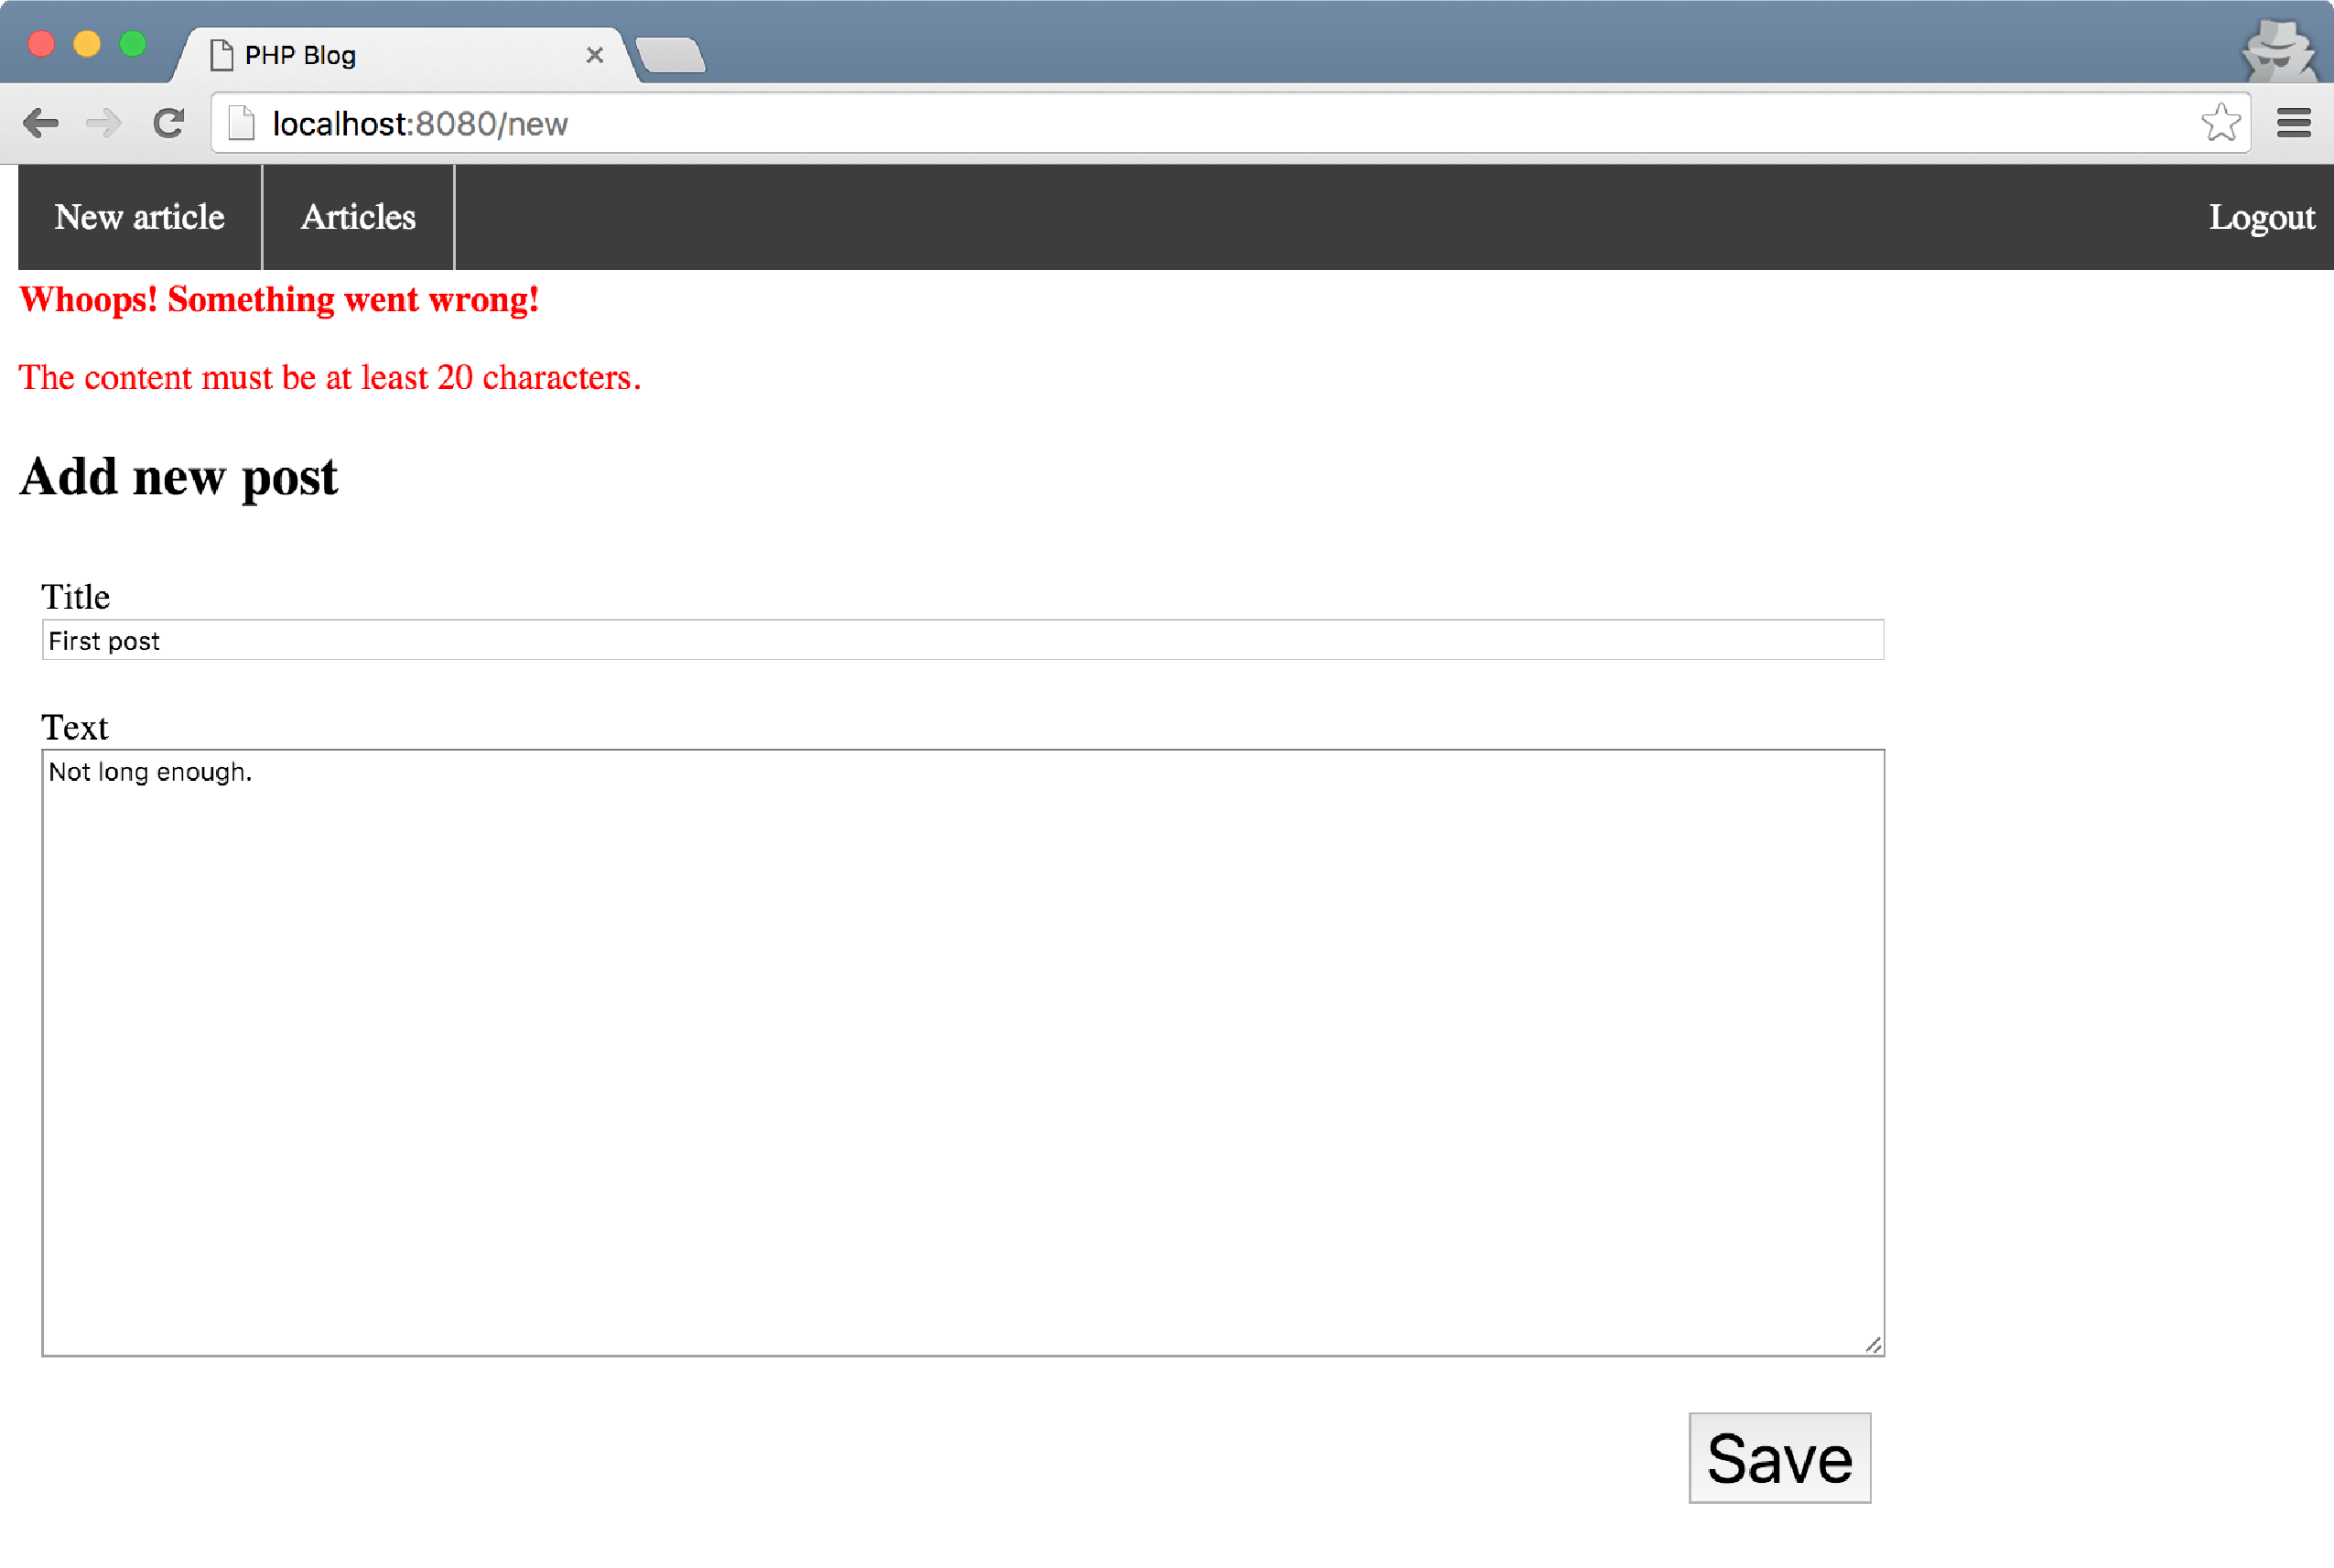 PHP Blog
localhost:8080/new
New article Articles Logout
Whoops! Something went wrong!
The content must be at least 20 characters.
Add new post
Title
First post
Text
Not long enough.
Save